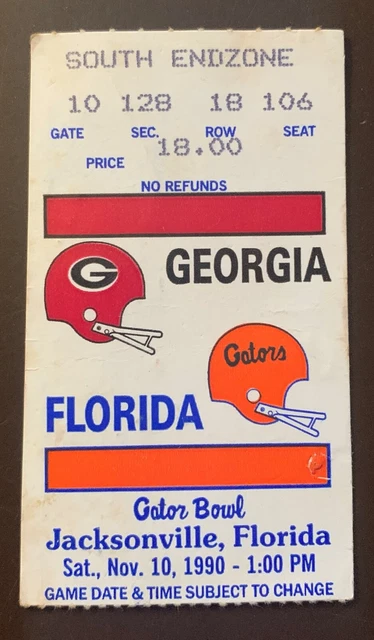 SOUTH ENDZONE
10 128 18 106
GATE SEC. ROW SEAT
PRICE 18.00
NO REFUNDS
G GEORGIA
Gators
FLORIDA
Gator Bowl
Jacksonville, Florida
Sat., Nov. 10, 1990 - 1:00 PM
GAME DATE & TIME SUBJECT TO CHANGE